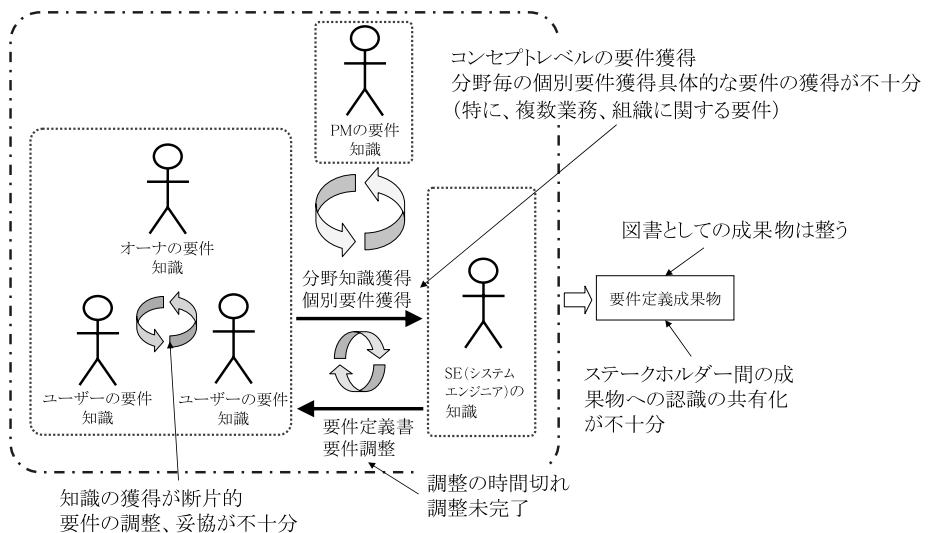 コンセプトレベルの要件獲得
分野毎の個別要件獲得具体的な要件の獲得が不十分
（特に、複数業務、組織に関する要件）
PMの要件
知識
オーナの要件
知識
図書としての成果物は整う
分野知識獲得
個別要件獲得
要件定義成果物
SE（システム
エンジニア）の
知識
ステークホルダー間の成
果物への認識の共有化
が不十分
ユーザーの要件
知識
ユーザーの要件
知識
要件定義書
要件調整
調整の時間切れ
調整未完了
知識の獲得が断片的
要件の調整、妥協が不十分